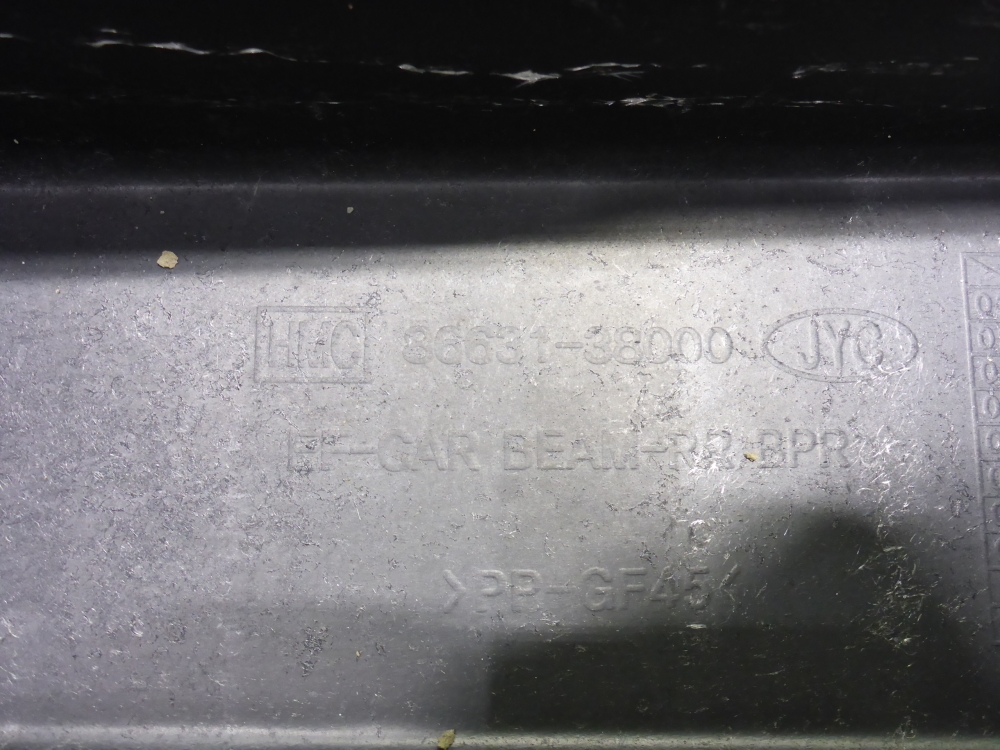 HMC 86631-38000 JYC
EF-CAR BEAM-RR BPR
>PP-GF45<